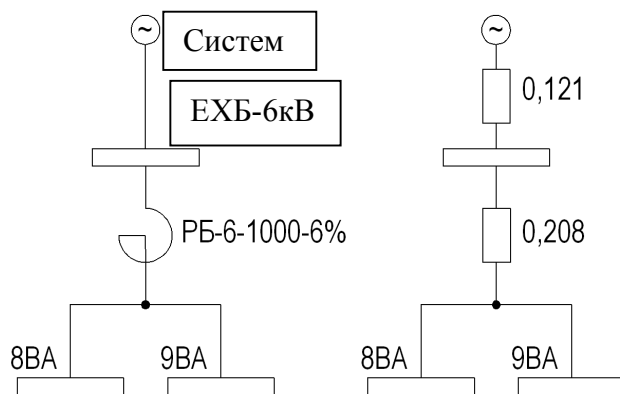 ~
Систем
ЕХБ-6кВ
РБ-6-1000-6%
8ВА
9ВА
~
0,121
0,208
8ВА
9ВА